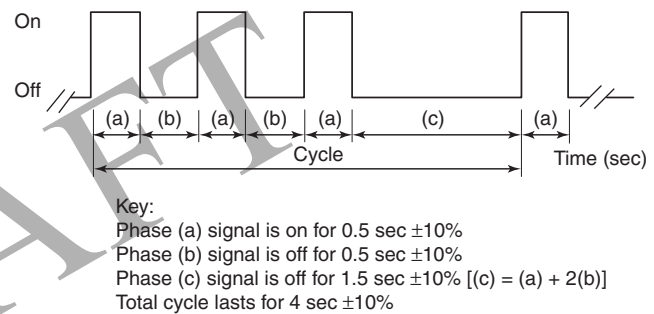 On
Off
(a) (b) (a) (b) (a) (c) (a)
Cycle
Time (sec)
Key:
Phase (a) signal is on for 0.5 sec ±10%
Phase (b) signal is off for 0.5 sec ±10%
Phase (c) signal is off for 1.5 sec ±10% [(c) = (a) + 2(b)]
Total cycle lasts for 4 sec ±10%
AFT